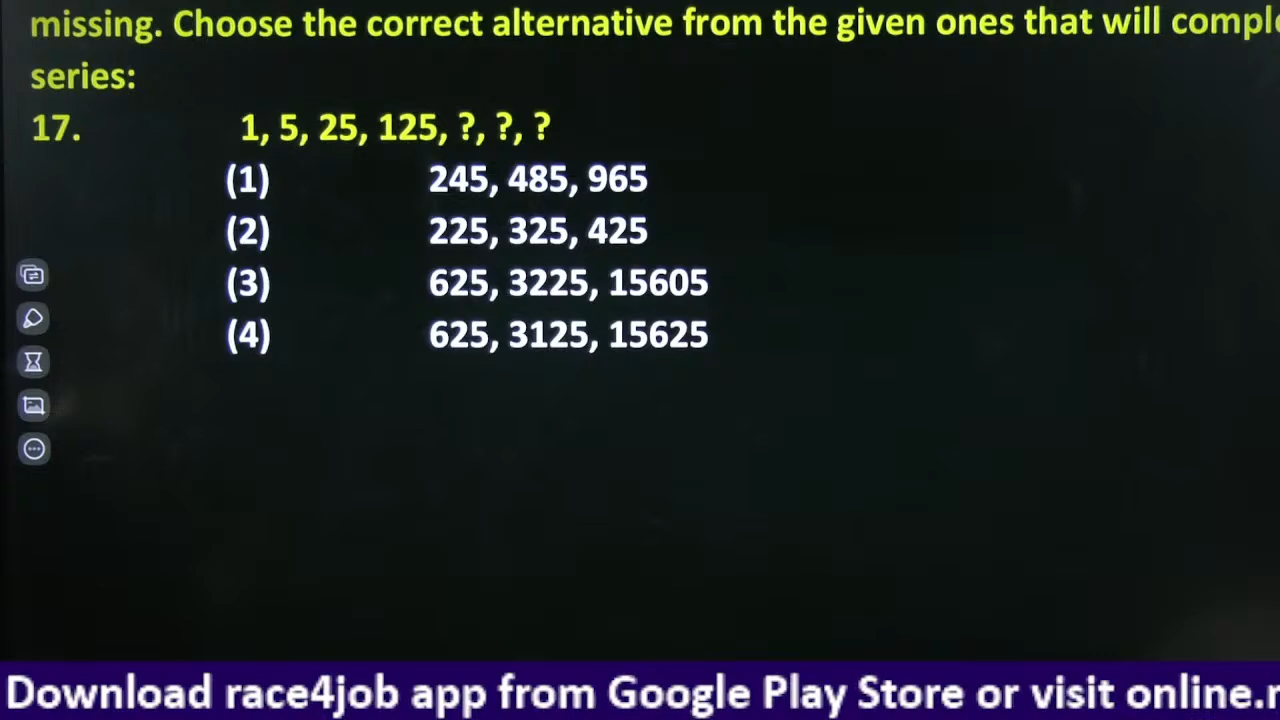 missing. Choose the correct alternative from the given ones that will
series:
17. 1, 5, 25, 125, ?, ?, ?
(1) 245, 485, 965
(2) 225, 325, 425
(3) 625, 3225, 15605
(4) 625, 3125, 15625
Download race4job app from Google Play Store or visit